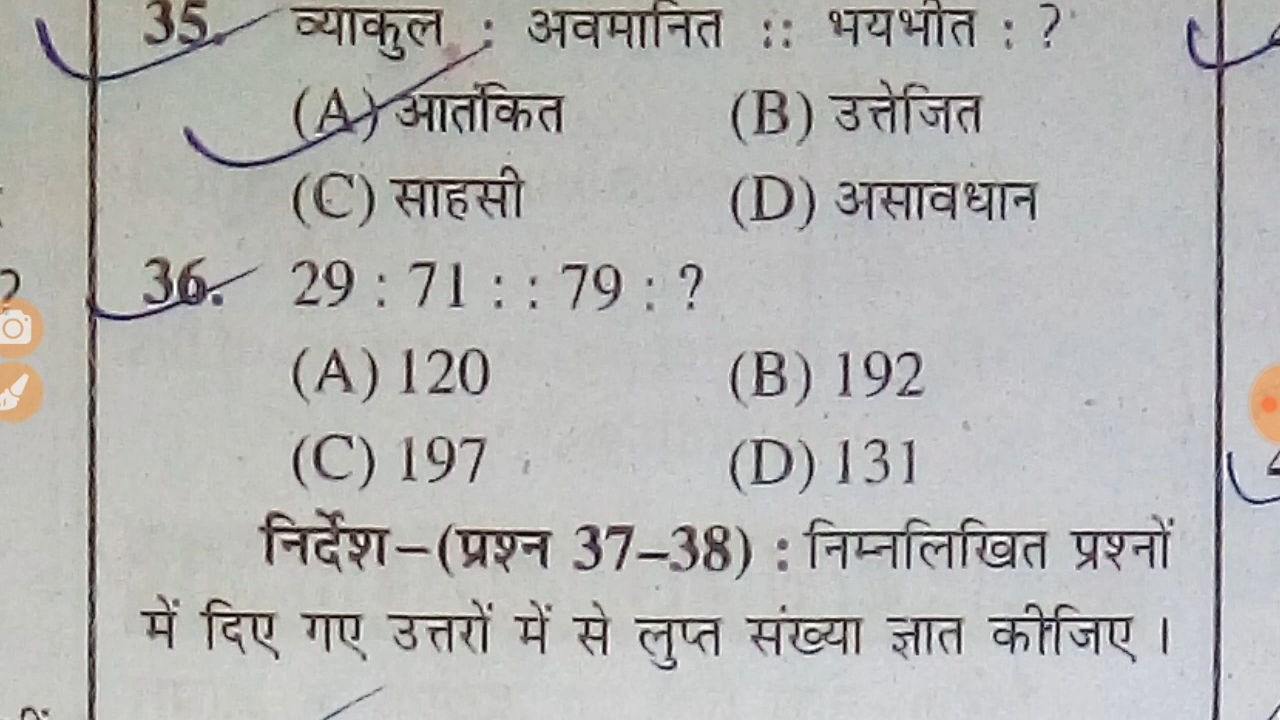 35. व्याकुल : अवमानित :: भयभीत : ?
(A) आतंकित (B) उत्तेजित
(C) साहसी (D) असावधान
36. 29 : 71 : : 79 : ?
(A) 120 (B) 192
(C) 197 (D) 131
निर्देश–(प्रश्न 37–38) : निम्नलिखित प्रश्नों
में दिए गए उत्तरों में से लुप्त संख्या ज्ञात कीजिए ।